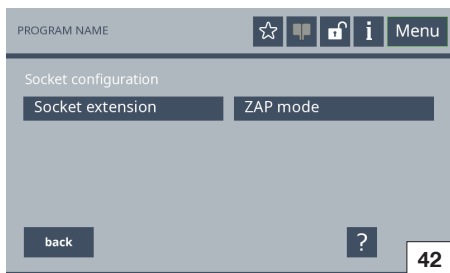 PROGRAM NAME
i Menu
Socket configuration
Socket extension ZAP mode
back ?
42